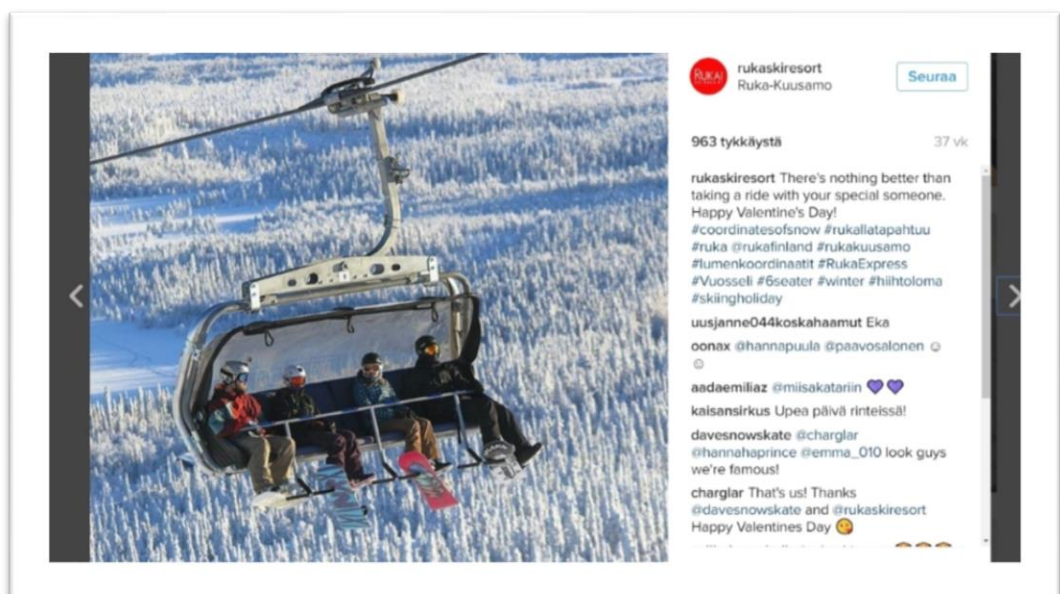 RUKA!
rukaskiresort
Ruka-Kuusamo
Seuraa
963 tykkäystä
37 vk
rukaskiresort There's nothing better than
taking a ride with your special someone.
Happy Valentine's Day!
#coordinatesofsnow #rukallatapahtuu
#ruka @rukafinland #rukakuusamo
#lumenkoordinaatit #RukaExpress
#Vuosseli #6seater #winter #hiihtoloma
#skiingholiday
uusjanne044koskahaamut Eka
oonax @hannapuula @paavosalonen ☺
☺
aadaemiliaz @miisakatariin 💜 💜
kaisansirkus Upea päivä rinteissä!
davesnowskate @charglar
@hannahaprince @emma_010 look guys
we're famous!
charglar That's us! Thanks
@davesnowskate and @rukaskiresort
Happy Valentines Day 😘